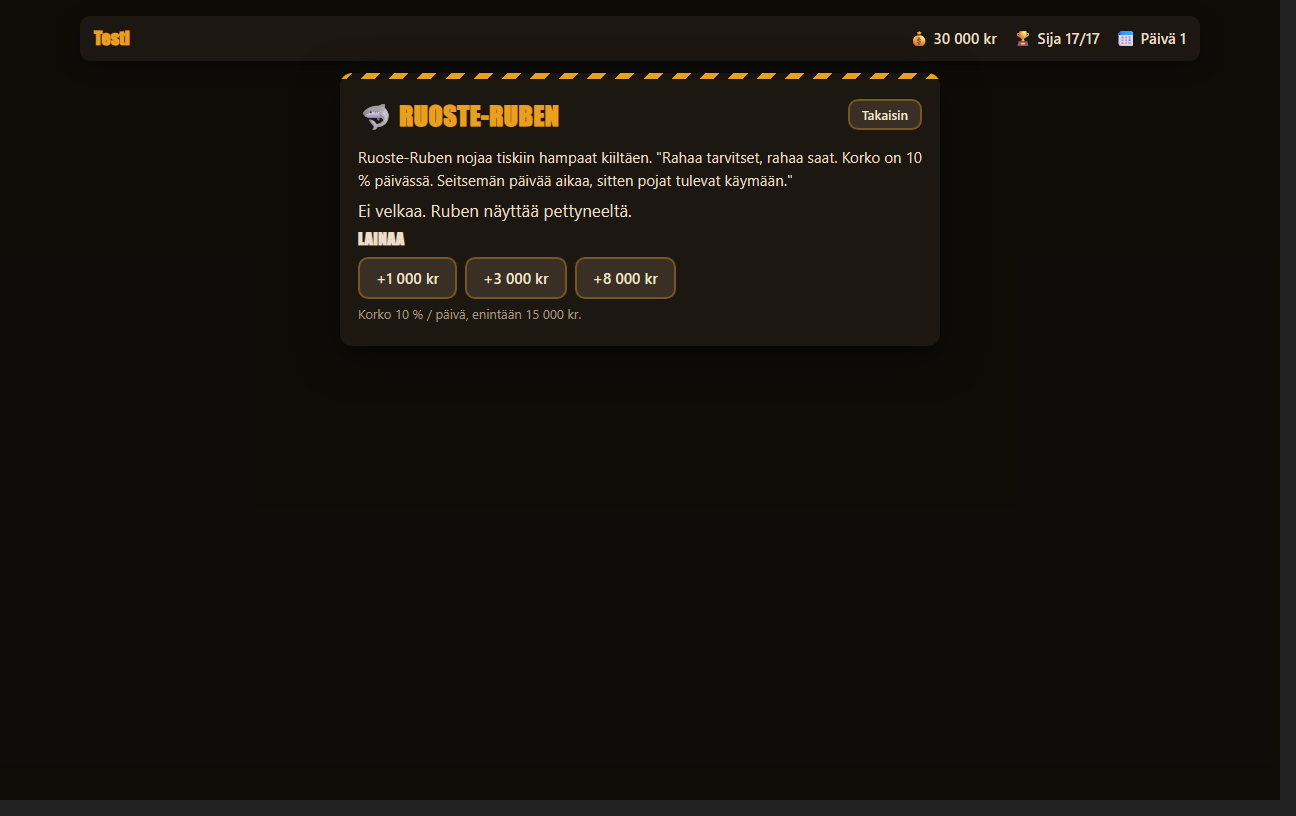 Testi
30 000 kr
Sija 17/17
Päivä 1
RUOSTE-RUBEN
Takaisin
Ruoste-Ruben nojaa tiskiin hampaat kiiltäen. "Rahaa tarvitset, rahaa saat. Korko on 10
% päivässä. Seitsemän päivää aikaa, sitten pojat tulevat käymään."
Ei velkaa. Ruben näyttää pettyneeltä.
LAINAA
+1 000 kr
+3 000 kr
+8 000 kr
Korko 10 % / päivä, enintään 15 000 kr.